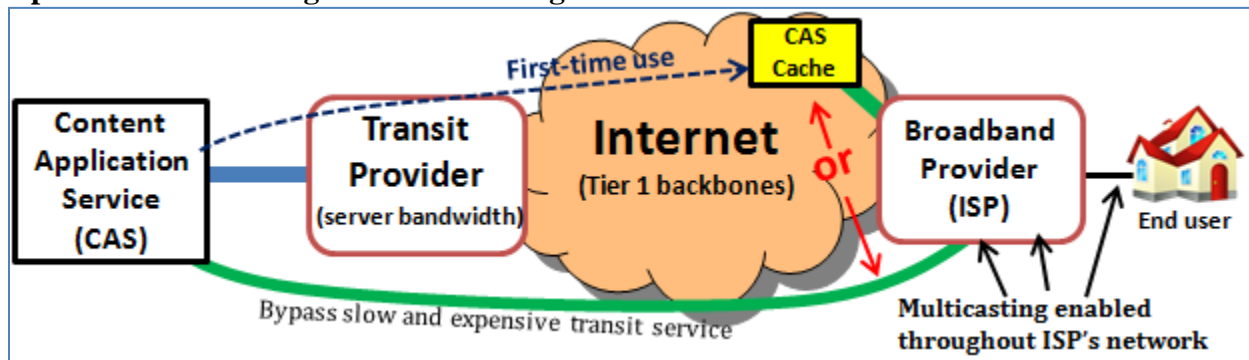 First-time use
CAS
Cache
Content
Application
Service
(CAS)
Transit
Provider
(server bandwidth)
Internet
(Tier 1 backbones)
or
Broadband
Provider
(ISP)
End user
Bypass slow and expensive transit service
Multicasting enabled
throughout ISP's network